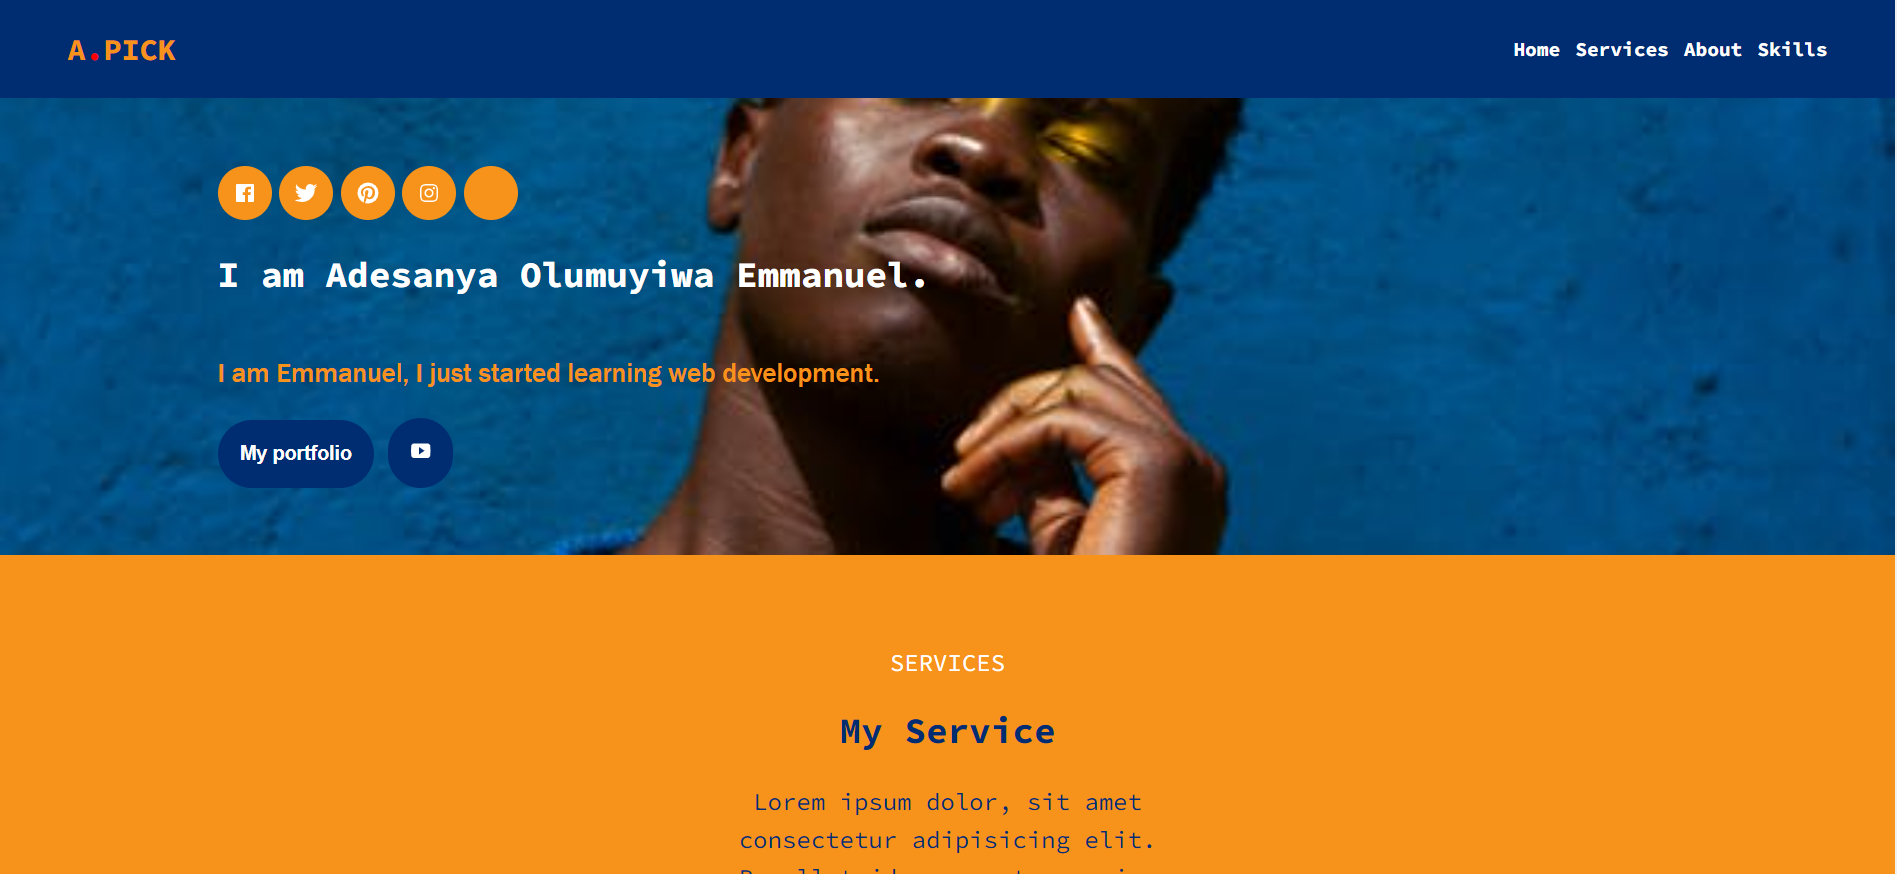 A.PICK
Home Services About Skills
I am Adesanya Olumuyiwa Emmanuel.
I am Emmanuel, I just started learning web development.
My portfolio
SERVICES
My Service
Lorem ipsum dolor, sit amet
consectetur adipisicing elit.